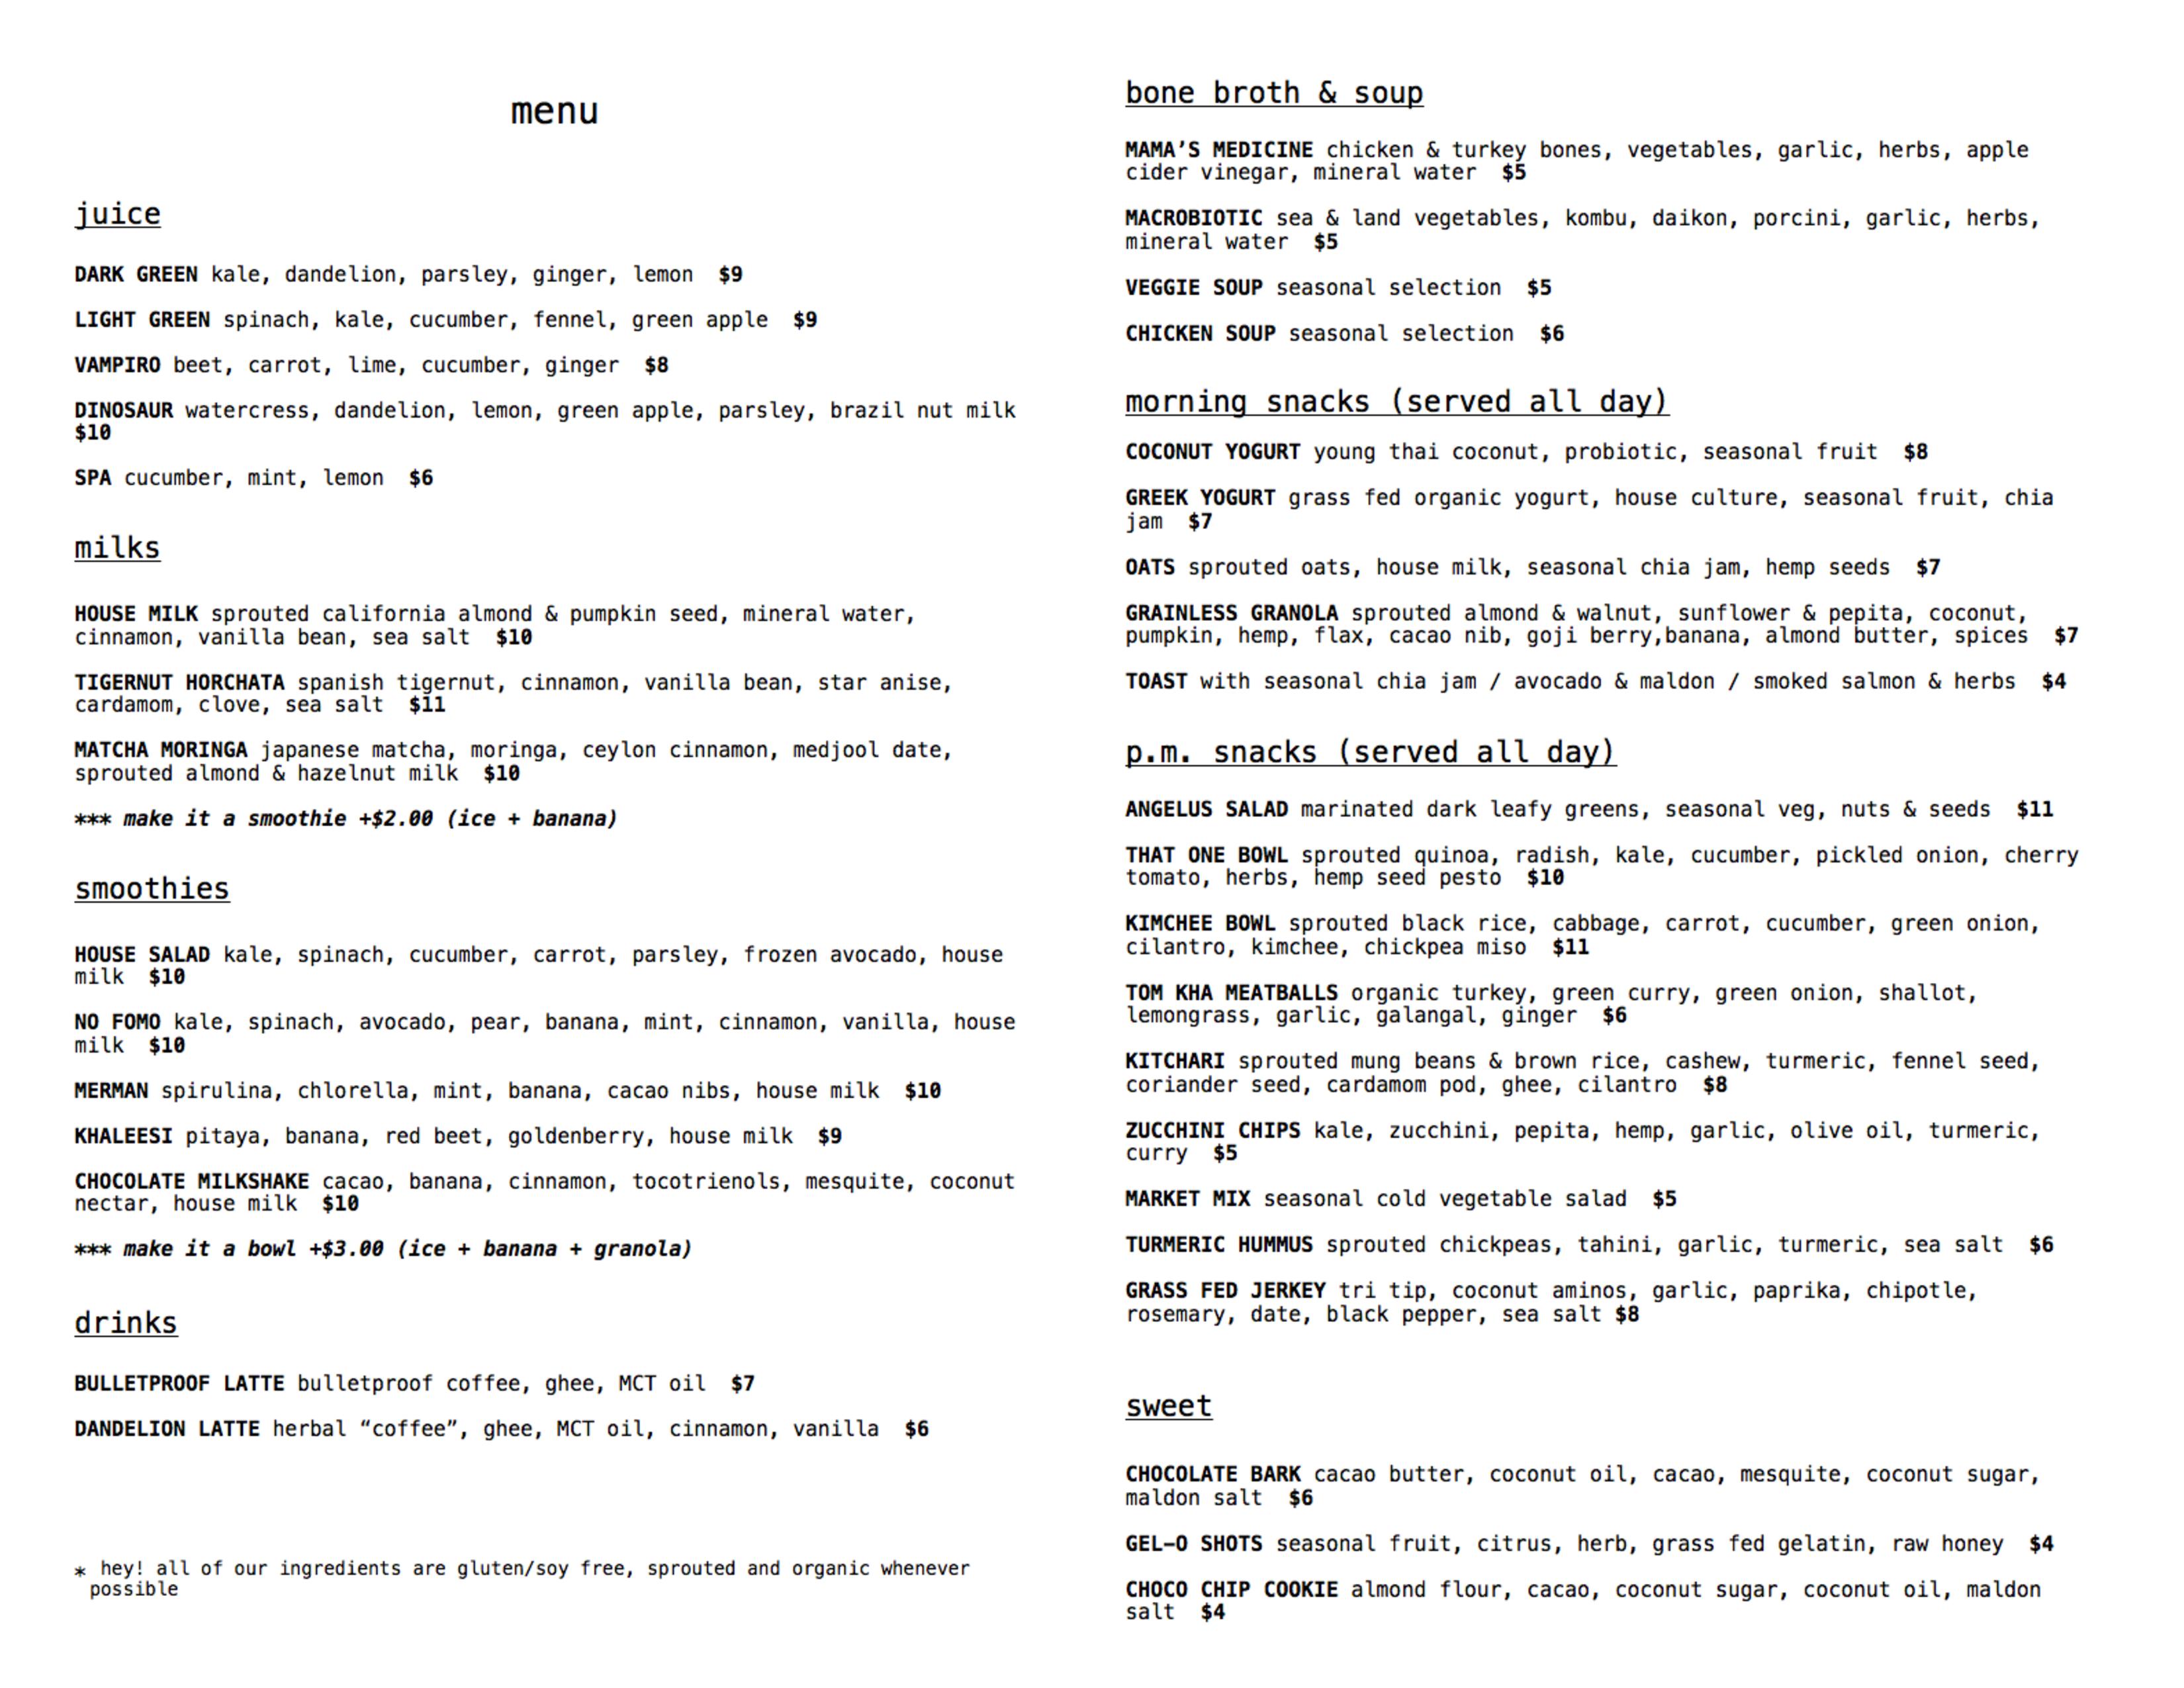 menu
juice
DARK GREEN kale, dandelion, parsley, ginger, lemon $9
LIGHT GREEN spinach, kale, cucumber, fennel, green apple $9
VAMPIRO beet, carrot, lime, cucumber, ginger $8
DINOSAUR watercress, dandelion, lemon, green apple, parsley, brazil nut milk
$10
SPA cucumber, mint, lemon $6
milks
HOUSE MILK sprouted california almond & pumpkin seed, mineral water,
cinnamon, vanilla bean, sea salt $10
TIGERNUT HORCHATA spanish tigernut, cinnamon, vanilla bean, star anise,
cardamom, clove, sea salt $11
MATCHA MORINGA japanese matcha, moringa, ceylon cinnamon, medjool date,
sprouted almond & hazelnut milk $10
*** make it a smoothie +$2.00 (ice + banana)
smoothies
HOUSE SALAD kale, spinach, cucumber, carrot, parsley, frozen avocado, house
milk $10
NO FOMO kale, spinach, avocado, pear, banana, mint, cinnamon, vanilla, house
milk $10
MERMAN spirulina, chlorella, mint, banana, cacao nibs, house milk $10
KHALEESI pitaya, banana, red beet, goldenberry, house milk $9
CHOCOLATE MILKSHAKE cacao, banana, cinnamon, tocotrienols, mesquite, coconut
nectar, house milk $10
*** make it a bowl +$3.00 (ice + banana + granola)
drinks
BULLETPROOF LATTE bulletproof coffee, ghee, MCT oil $7
DANDELION LATTE herbal “coffee”, ghee, MCT oil, cinnamon, vanilla $6
* hey! all of our ingredients are gluten/soy free, sprouted and organic whenever
possible
bone broth & soup
MAMA’S MEDICINE chicken & turkey bones, vegetables, garlic, herbs, apple
cider vinegar, mineral water $5
MACROBIOTIC sea & land vegetables, kombu, daikon, porcini, garlic, herbs,
mineral water $5
VEGGIE SOUP seasonal selection $5
CHICKEN SOUP seasonal selection $6
morning snacks (served all day)
COCONUT YOGURT young thai coconut, probiotic, seasonal fruit $8
GREEK YOGURT grass fed organic yogurt, house culture, seasonal fruit, chia
jam $7
OATS sprouted oats, house milk, seasonal chia jam, hemp seeds $7
GRAINLESS GRANOLA sprouted almond & walnut, sunflower & pepita, coconut,
pumpkin, hemp, flax, cacao nib, goji berry,banana, almond butter, spices $7
TOAST with seasonal chia jam / avocado & maldon / smoked salmon & herbs $4
p.m. snacks (served all day)
ANGELUS SALAD marinated dark leafy greens, seasonal veg, nuts & seeds $11
THAT ONE BOWL sprouted quinoa, radish, kale, cucumber, pickled onion, cherry
tomato, herbs, hemp seed pesto $10
KIMCHEE BOWL sprouted black rice, cabbage, carrot, cucumber, green onion,
cilantro, kimchee, chickpea miso $11
TOM KHA MEATBALLS organic turkey, green curry, green onion, shallot,
lemongrass, garlic, galangal, ginger $6
KITCHARI sprouted mung beans & brown rice, cashew, turmeric, fennel seed,
coriander seed, cardamom pod, ghee, cilantro $8
ZUCCHINI CHIPS kale, zucchini, pepita, hemp, garlic, olive oil, turmeric,
curry $5
MARKET MIX seasonal cold vegetable salad $5
TURMERIC HUMMUS sprouted chickpeas, tahini, garlic, turmeric, sea salt $6
GRASS FED JERKEY tri tip, coconut aminos, garlic, paprika, chipotle,
rosemary, date, black pepper, sea salt $8
sweet
CHOCOLATE BARK cacao butter, coconut oil, cacao, mesquite, coconut sugar,
maldon salt $6
GEL-O SHOTS seasonal fruit, citrus, herb, grass fed gelatin, raw honey $4
CHOCO CHIP COOKIE almond flour, cacao, coconut sugar, coconut oil, maldon
salt $4